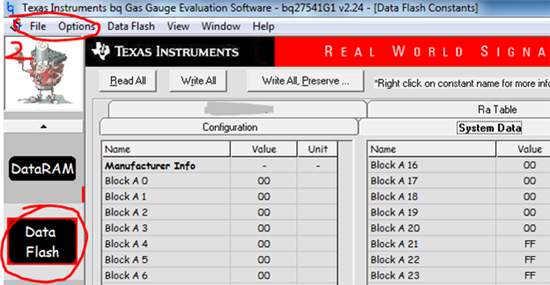 Texas Instruments bq Gas Gauge Evaluation Software - bq27541G1 v2.24 - [Data Flash Constants]
File Options Data Flash View Window Help
2
TEXAS INSTRUMENTS REAL WORLD SIGNA
Read All Write All Write All, Preserve ... *Right click on constant name for more info
Ra Table
Configuration System Data
Name Value Unit Name Value
Manufacturer Info - - Block A 16 00
Block A 0 00 Block A 17 00
Block A 1 00 Block A 18 00
Block A 2 00 Block A 19 00
Block A 3 00 Block A 20 00
Block A 4 00 Block A 21 FF
Block A 5 00 Block A 22 FF
Block A 6 00 Block A 23 FF
DataRAM
Data
Flash